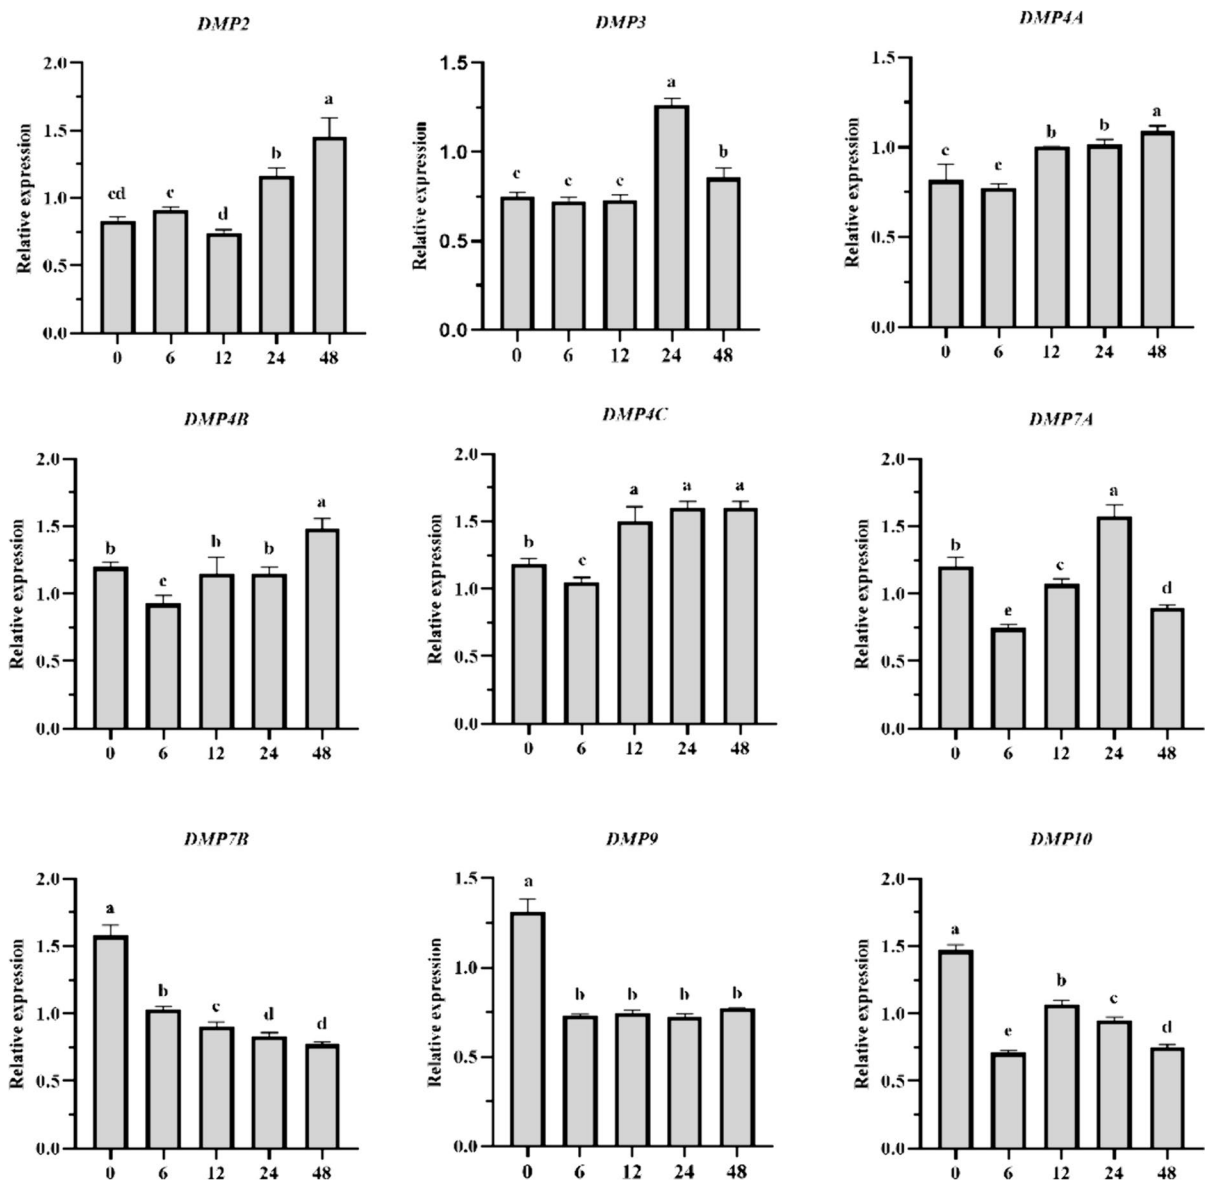 DMP2
DMP3
DMP4A
Relative expression
2.0
1.5
1.0
0.5
0.0
cd
c
d
b
a
0 6 12 24 48
Relative expression
1.5
1.0
0.5
0.0
c
c
c
a
b
0 6 12 24 48
Relative expression
1.5
1.0
0.5
0.0
c
c
b
b
a
0 6 12 24 48
DMP4B
DMP4C
DMP7A
Relative expression
2.0
1.5
1.0
0.5
0.0
b
c
b
b
a
0 6 12 24 48
Relative expression
2.0
1.5
1.0
0.5
0.0
b
c
a
a
a
0 6 12 24 48
Relative expression
2.0
1.5
1.0
0.5
0.0
b
e
c
a
d
0 6 12 24 48
DMP7B
DMP9
DMP10
Relative expression
2.0
1.5
1.0
0.5
0.0
a
b
c
d
d
0 6 12 24 48
Relative expression
1.5
1.0
0.5
0.0
a
b
b
b
b
0 6 12 24 48
Relative expression
2.0
1.5
1.0
0.5
0.0
a
e
b
c
d
0 6 12 24 48